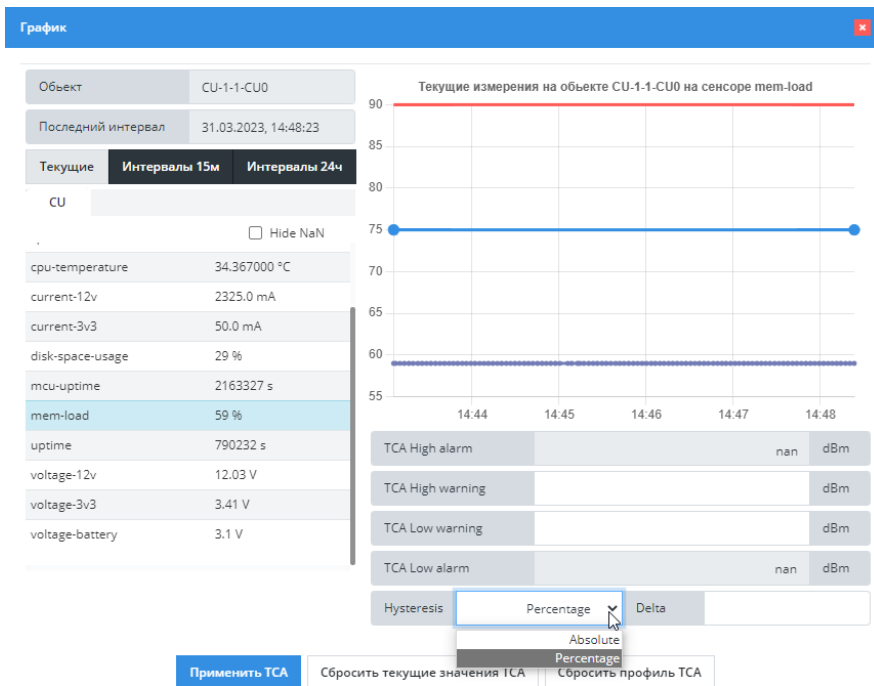 График
Обьект CU-1-1-CU0
Последний интервал 31.03.2023, 14:48:23
Текущие Интервалы 15м Интервалы 24ч
CU
Hide NaN
cpu-temperature 34.367000 °C
current-12v 2325.0 mA
current-3v3 50.0 mA
disk-space-usage 29 %
mcu-uptime 2163327 s
mem-load 59 %
uptime 790232 s
voltage-12v 12.03 V
voltage-3v3 3.41 V
voltage-battery 3.1 V
Текущие измерения на обьекте CU-1-1-CU0 на сенсоре mem-load
90
85
80
75
70
65
60
55
14:44 14:45 14:46 14:47 14:48
TCA High alarm nan dBm
TCA High warning dBm
TCA Low warning dBm
TCA Low alarm nan dBm
Hysteresis Percentage Delta
Absolute
Percentage
Применить TCA Сбросить текущие значения TCA Сбросить профиль TCA